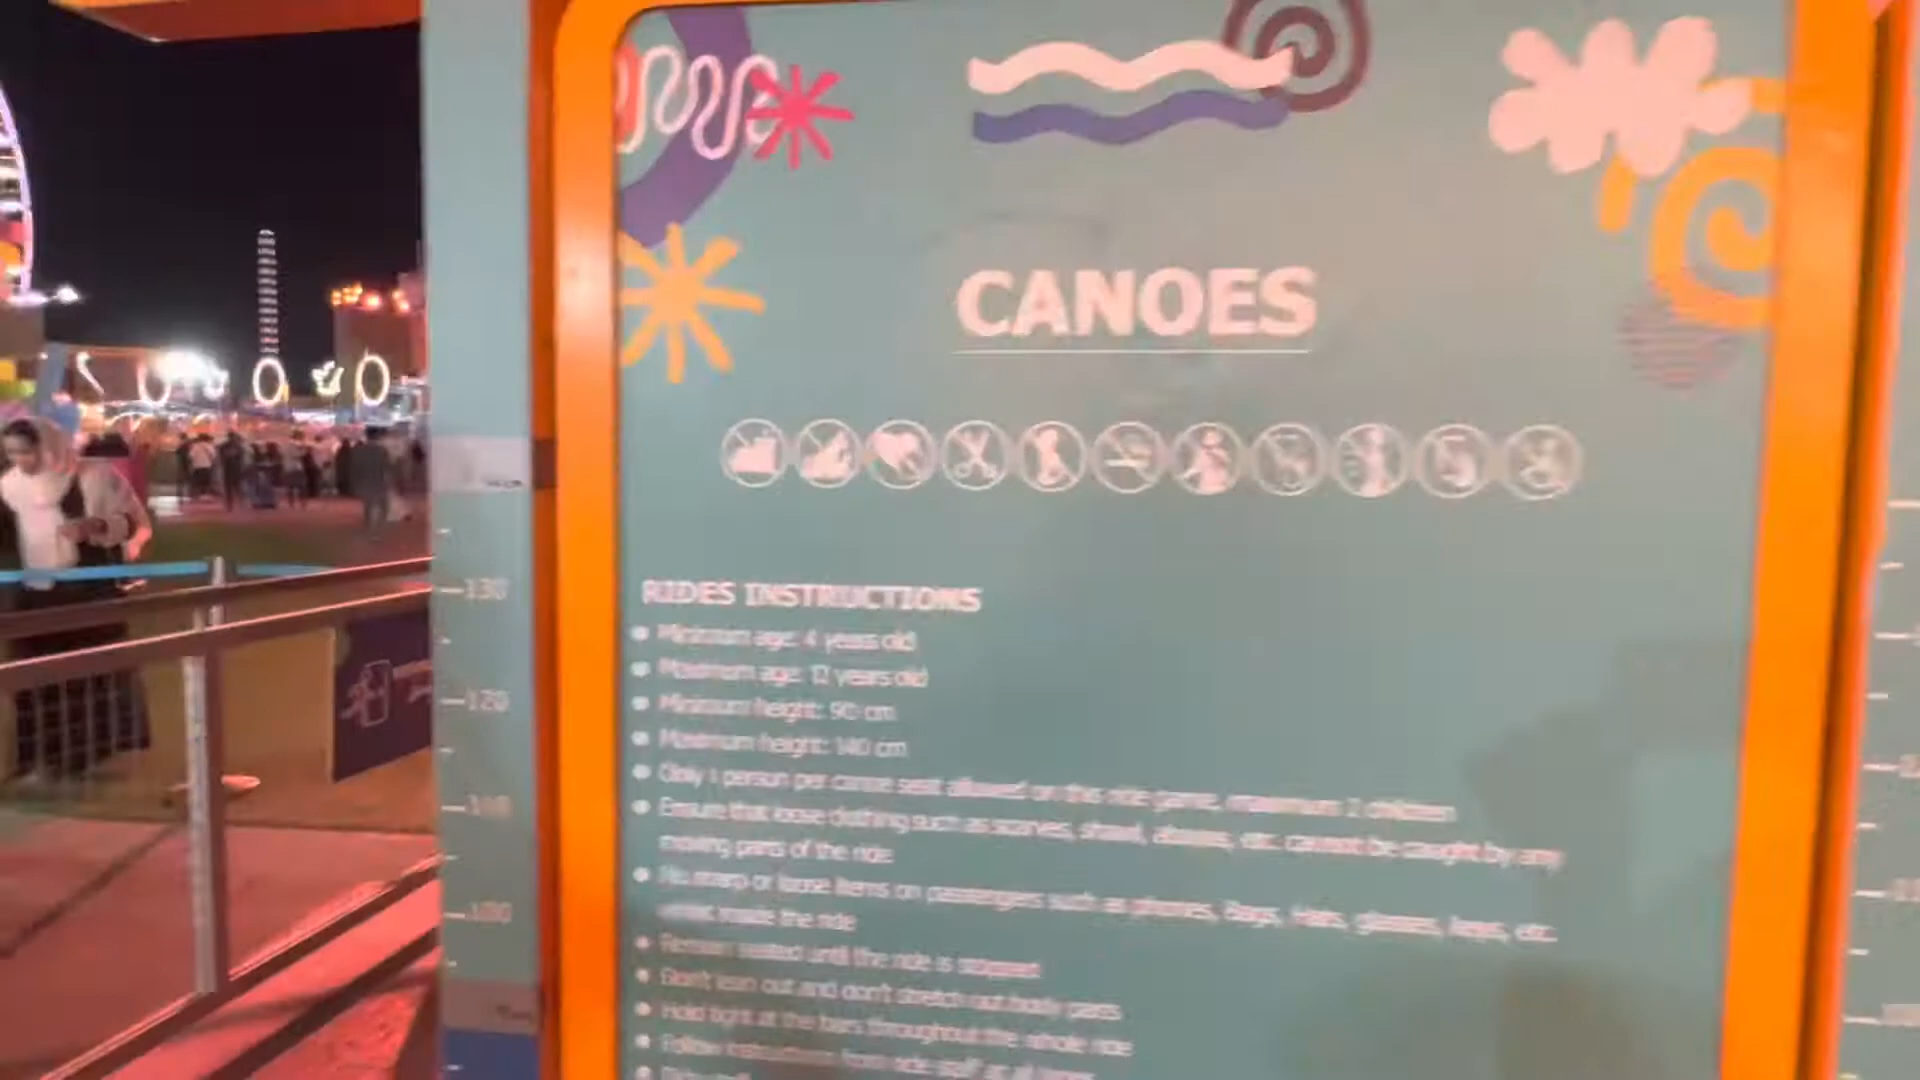 CANOES
RIDES INSTRUCTIONS
Minimum age: 4 years old
Maximum age: 12 years old
Minimum height: 90 cm
Maximum height: 140 cm
Only 1 person per canoe seat allowed on this ride game, maximum 2 children
Ensure that loose clothing such as scarves, shawl, abayas, etc. cannot be caught by any
moving parts of the ride
No sharp or loose items on passengers such as phones, Bags, Hats, glasses, keys, etc.
whilst inside the ride
Remain seated until the ride is stopped
Don't lean out and don't stretch out body parts
Hold tight at the bars throughout the whole ride
Follow instructions from ride staff at all times
130
120
110
100